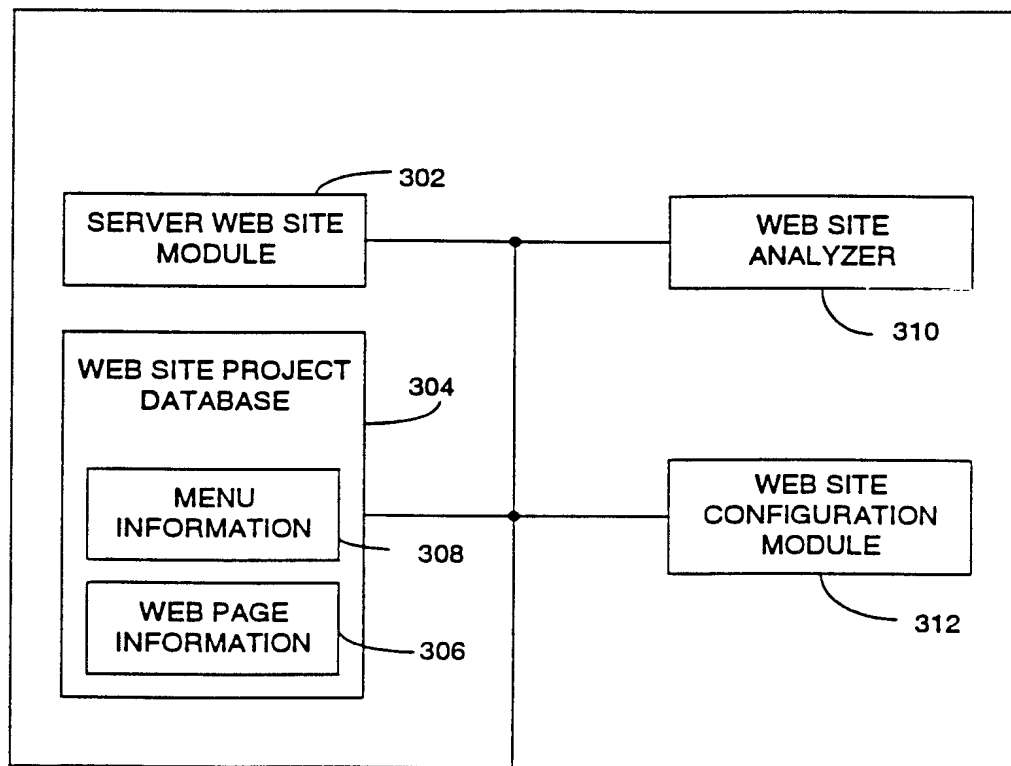 302
SERVER WEB SITE
MODULE
WEB SITE
ANALYZER
310
WEB SITE PROJECT
DATABASE
304
MENU
INFORMATION
308
WEB PAGE
INFORMATION
306
WEB SITE
CONFIGURATION
MODULE
312